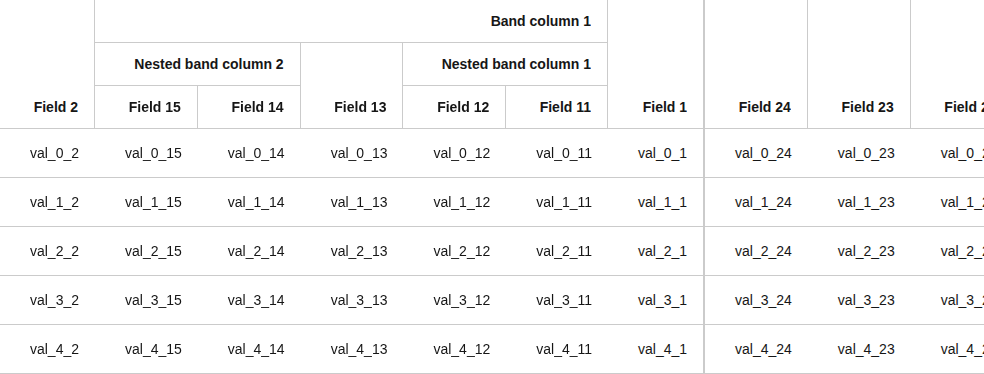 Band column 1
Nested band column 2 Nested band column 1
Field 2 Field 15 Field 14 Field 13 Field 12 Field 11 Field 1 Field 24 Field 23 Field
val_0_2 val_0_15 val_0_14 val_0_13 val_0_12 val_0_11 val_0_1 val_0_24 val_0_23
val_1_2 val_1_15 val_1_14 val_1_13 val_1_12 val_1_11 val_1_1 val_1_24 val_1_23
val_2_2 val_2_15 val_2_14 val_2_13 val_2_12 val_2_11 val_2_1 val_2_24 val_2_23
val_3_2 val_3_15 val_3_14 val_3_13 val_3_12 val_3_11 val_3_1 val_3_24 val_3_23
val_4_2 val_4_15 val_4_14 val_4_13 val_4_12 val_4_11 val_4_1 val_4_24 val_4_23